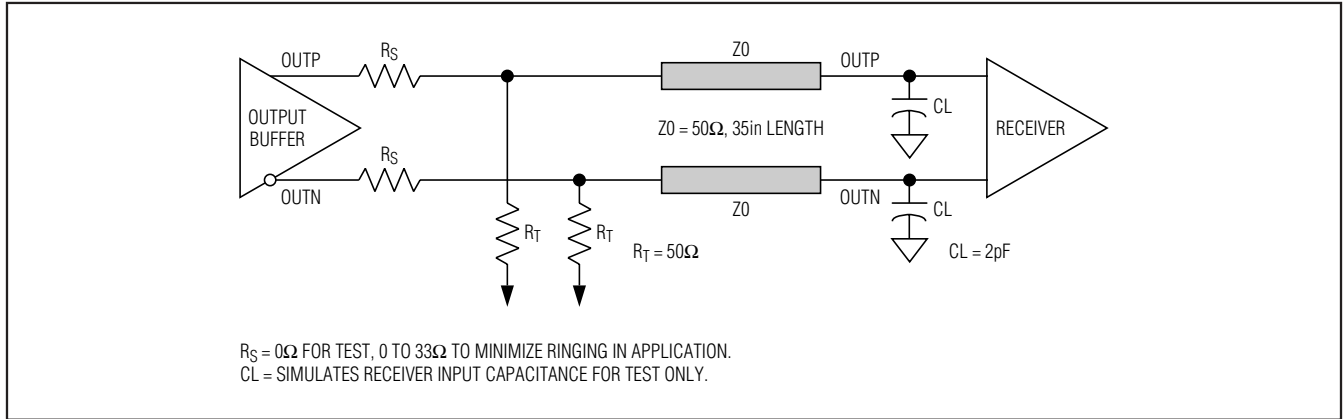 OUTPUT
BUFFER
OUTP
RS
Z0
OUTP
CL
Z0 = 50Ω, 35in LENGTH
RECEIVER
RS
OUTN
Z0
OUTN
CL
RT
RT
RT = 50Ω
CL = 2pF
RS = 0Ω FOR TEST, 0 TO 33Ω TO MINIMIZE RINGING IN APPLICATION.
CL = SIMULATES RECEIVER INPUT CAPACITANCE FOR TEST ONLY.